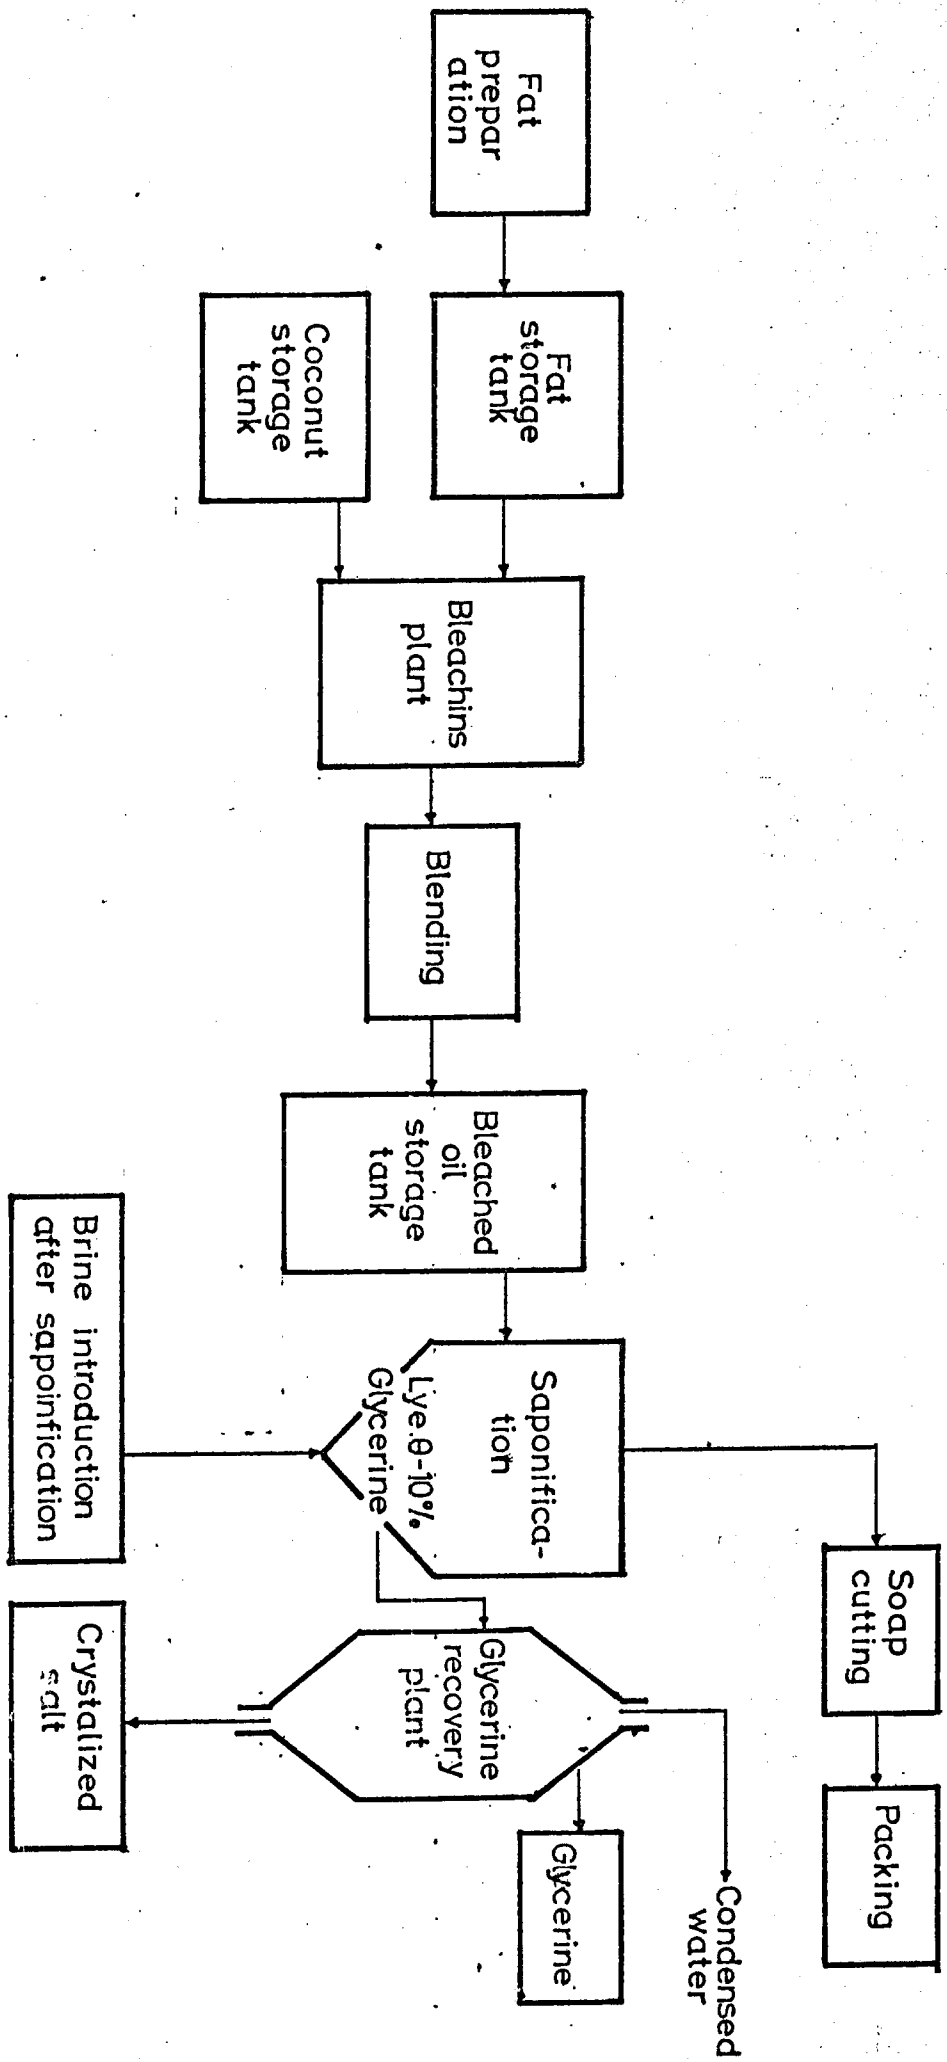 Fat
prepar
ation
Fat
storage
tank
Coconut
storage
tank
Bleachins
plant
Blending
Bleached
oil
storage
tank
Saponifica-
tion
Lye.8-10%
Glycerine
Brine introduction
after sapoinfication
Soap
cutting
Packing
Glycerine
recovery
plant
Condensed
water
Glycerine
Crystalized
salt